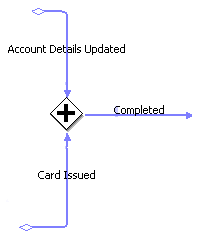 Account Details Updated
Completed
Card Issued